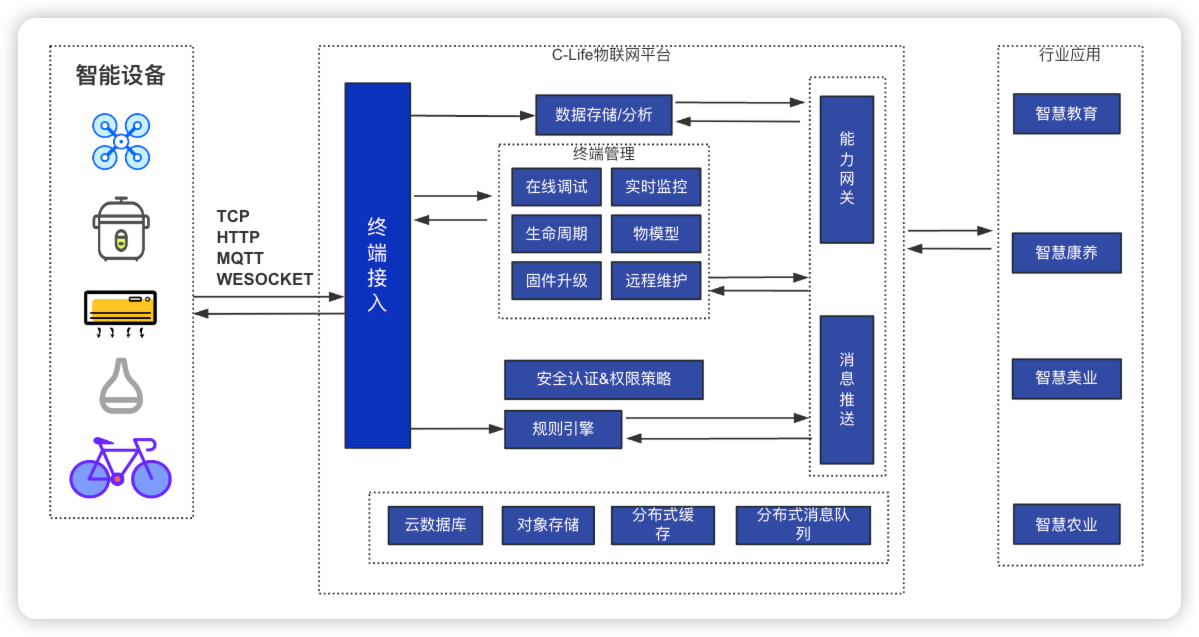 智能设备
TCP
HTTP
MQTT
WESOCKET
C-Life物联网平台
终端接入
数据存储/分析
终端管理
在线调试
实时监控
生命周期
物模型
固件升级
远程维护
安全认证&权限策略
规则引擎
能力网关
消息推送
云数据库
对象存储
分布式缓
存
分布式消息队
列
行业应用
智慧教育
智慧康养
智慧美业
智慧农业